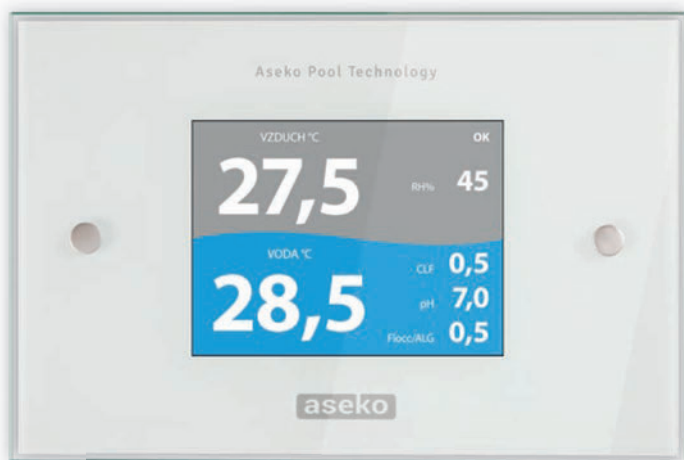 Aseko Pool Technology
VZDUCH °C
OK
27,5
RH% 45
VODA °C
28,5
CLF 0,5
pH 7,0
Flocc/ALG 0,5
aseko